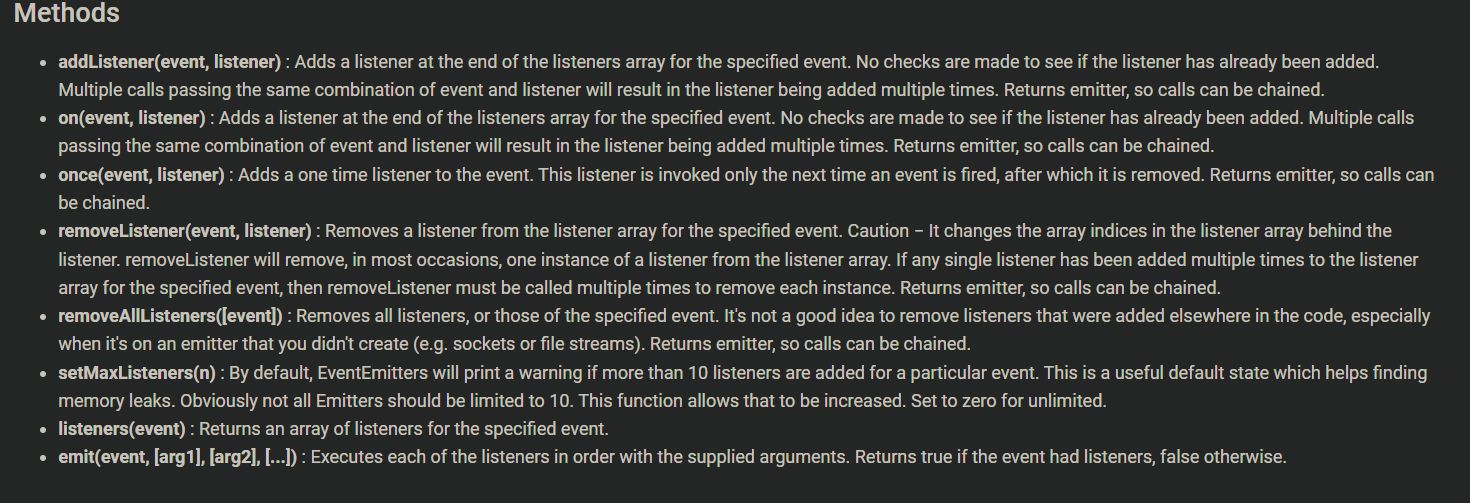 Methods
• addListener(event, listener) : Adds a listener at the end of the listeners array for the specified event. No checks are made to see if the listener has already been added.
Multiple calls passing the same combination of event and listener will result in the listener being added multiple times. Returns emitter, so calls can be chained.
• on(event, listener) : Adds a listener at the end of the listeners array for the specified event. No checks are made to see if the listener has already been added. Multiple calls
passing the same combination of event and listener will result in the listener being added multiple times. Returns emitter, so calls can be chained.
• once(event, listener) : Adds a one time listener to the event. This listener is invoked only the next time an event is fired, after which it is removed. Returns emitter, so calls can
be chained.
• removeListener(event, listener) : Removes a listener from the listener array for the specified event. Caution − It changes the array indices in the listener array behind the
listener. removeListener will remove, in most occasions, one instance of a listener from the listener array. If any single listener has been added multiple times to the listener
array for the specified event, then removeListener must be called multiple times to remove each instance. Returns emitter, so calls can be chained.
• removeAllListeners([event]) : Removes all listeners, or those of the specified event. It's not a good idea to remove listeners that were added elsewhere in the code, especially
when it's on an emitter that you didn't create (e.g. sockets or file streams). Returns emitter, so calls can be chained.
• setMaxListeners(n) : By default, EventEmitters will print a warning if more than 10 listeners are added for a particular event. This is a useful default state which helps finding
memory leaks. Obviously not all Emitters should be limited to 10. This function allows that to be increased. Set to zero for unlimited.
• listeners(event) : Returns an array of listeners for the specified event.
• emit(event, [arg1], [arg2], [...]) : Executes each of the listeners in order with the supplied arguments. Returns true if the event had listeners, false otherwise.